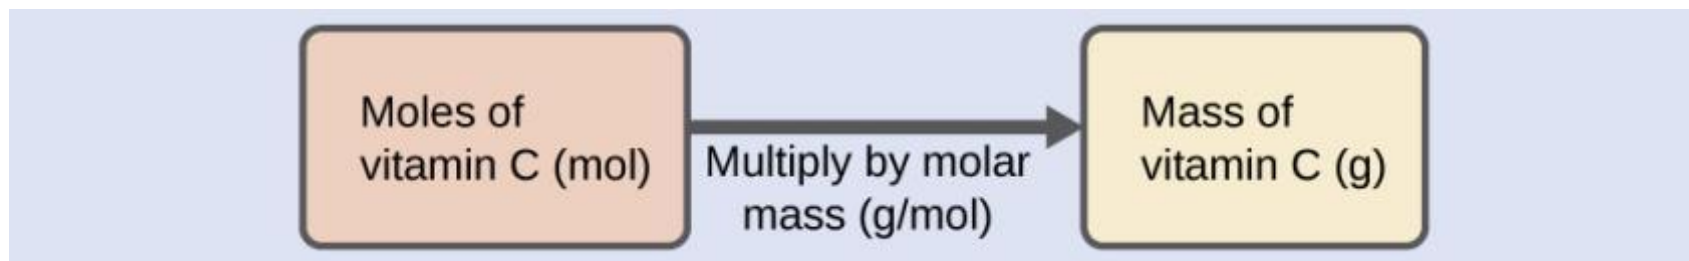 Moles of
vitamin C (mol)
Multiply by molar
mass (g/mol)
Mass of
vitamin C (g)